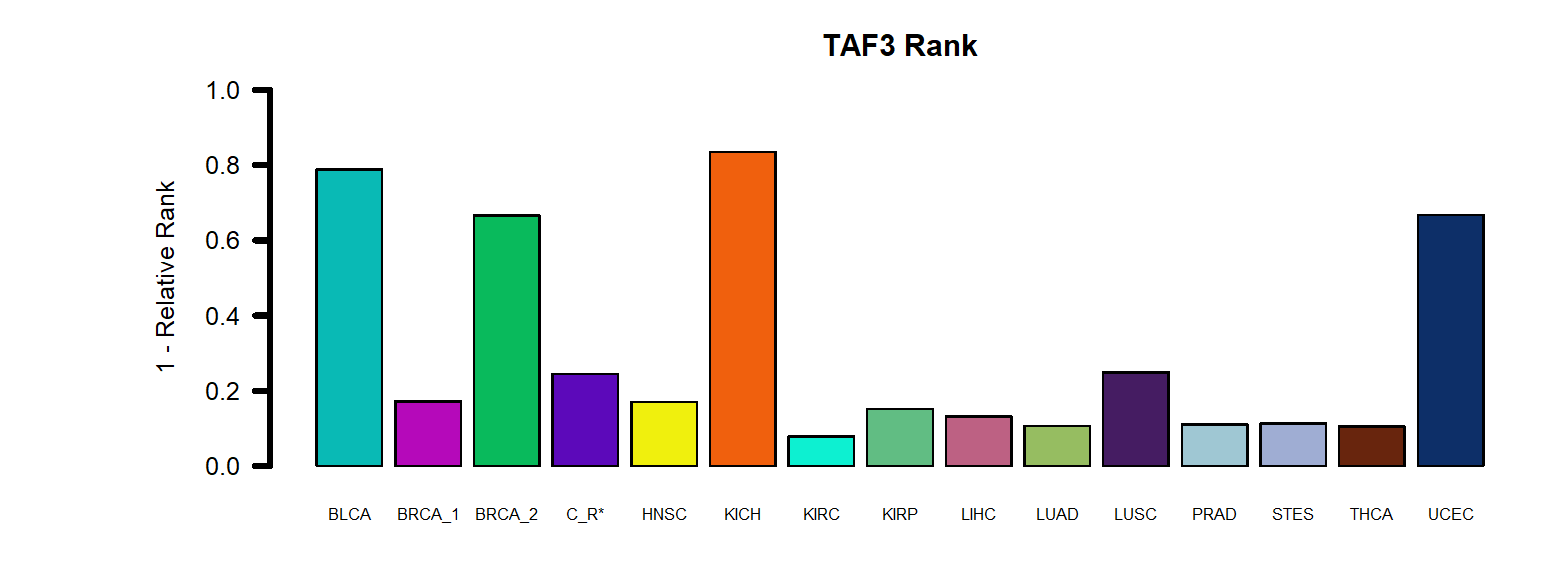 TAF3 Rank
1 - Relative Rank
1.0
0.8
0.6
0.4
0.2
0.0
BLCA BRCA_1 BRCA_2 C_R* HNSC KICH KIRC KIRP LIHC LUAD LUSC PRAD STES THCA UCEC